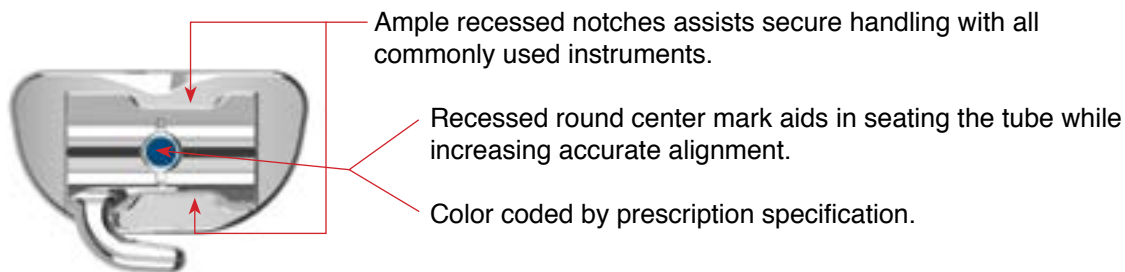 Ample recessed notches assists secure handling with all
commonly used instruments.
Recessed round center mark aids in seating the tube while
increasing accurate alignment.
Color coded by prescription specification.